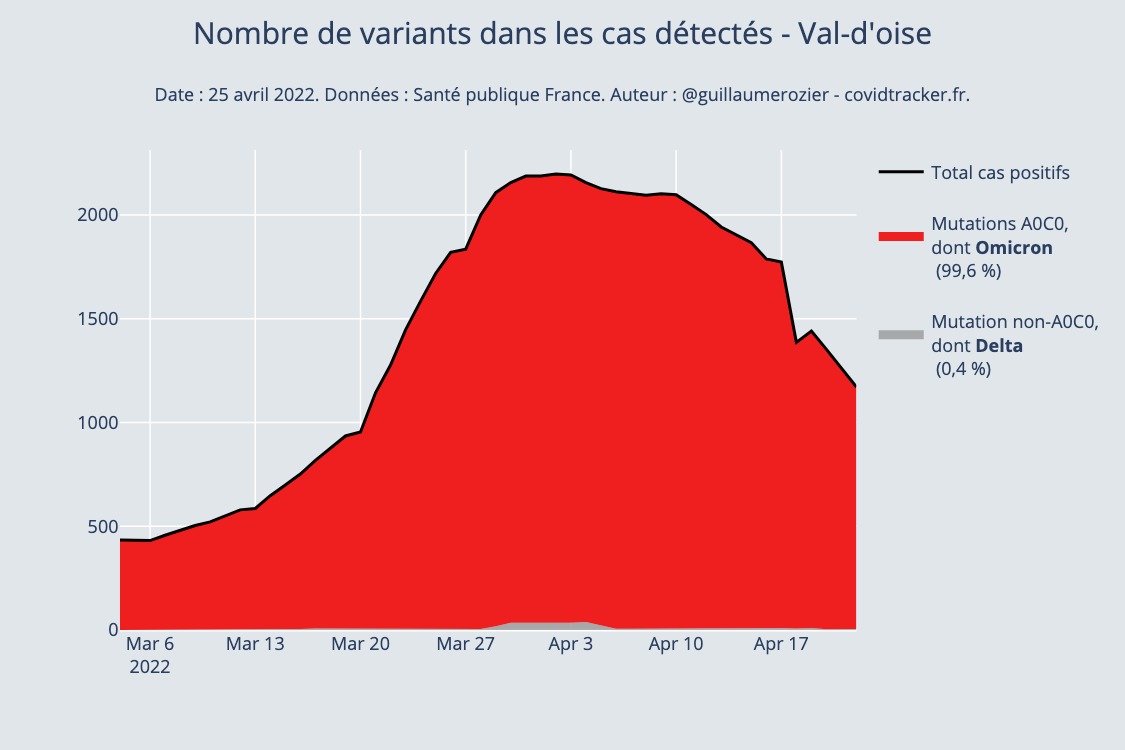 Nombre de variants dans les cas détectés - Val-d'oise
Date : 25 avril 2022. Données : Santé publique France. Auteur : @guillaumerozier - covidtracker.fr.
Total cas positifs
Mutations A0C0,
dont Omicron
(99,6 %)
Mutation non-A0C0,
dont Delta
(0,4 %)
2000
1500
1000
500
0
Mar 6 Mar 13 Mar 20 Mar 27 Apr 3 Apr 10 Apr 17
2022